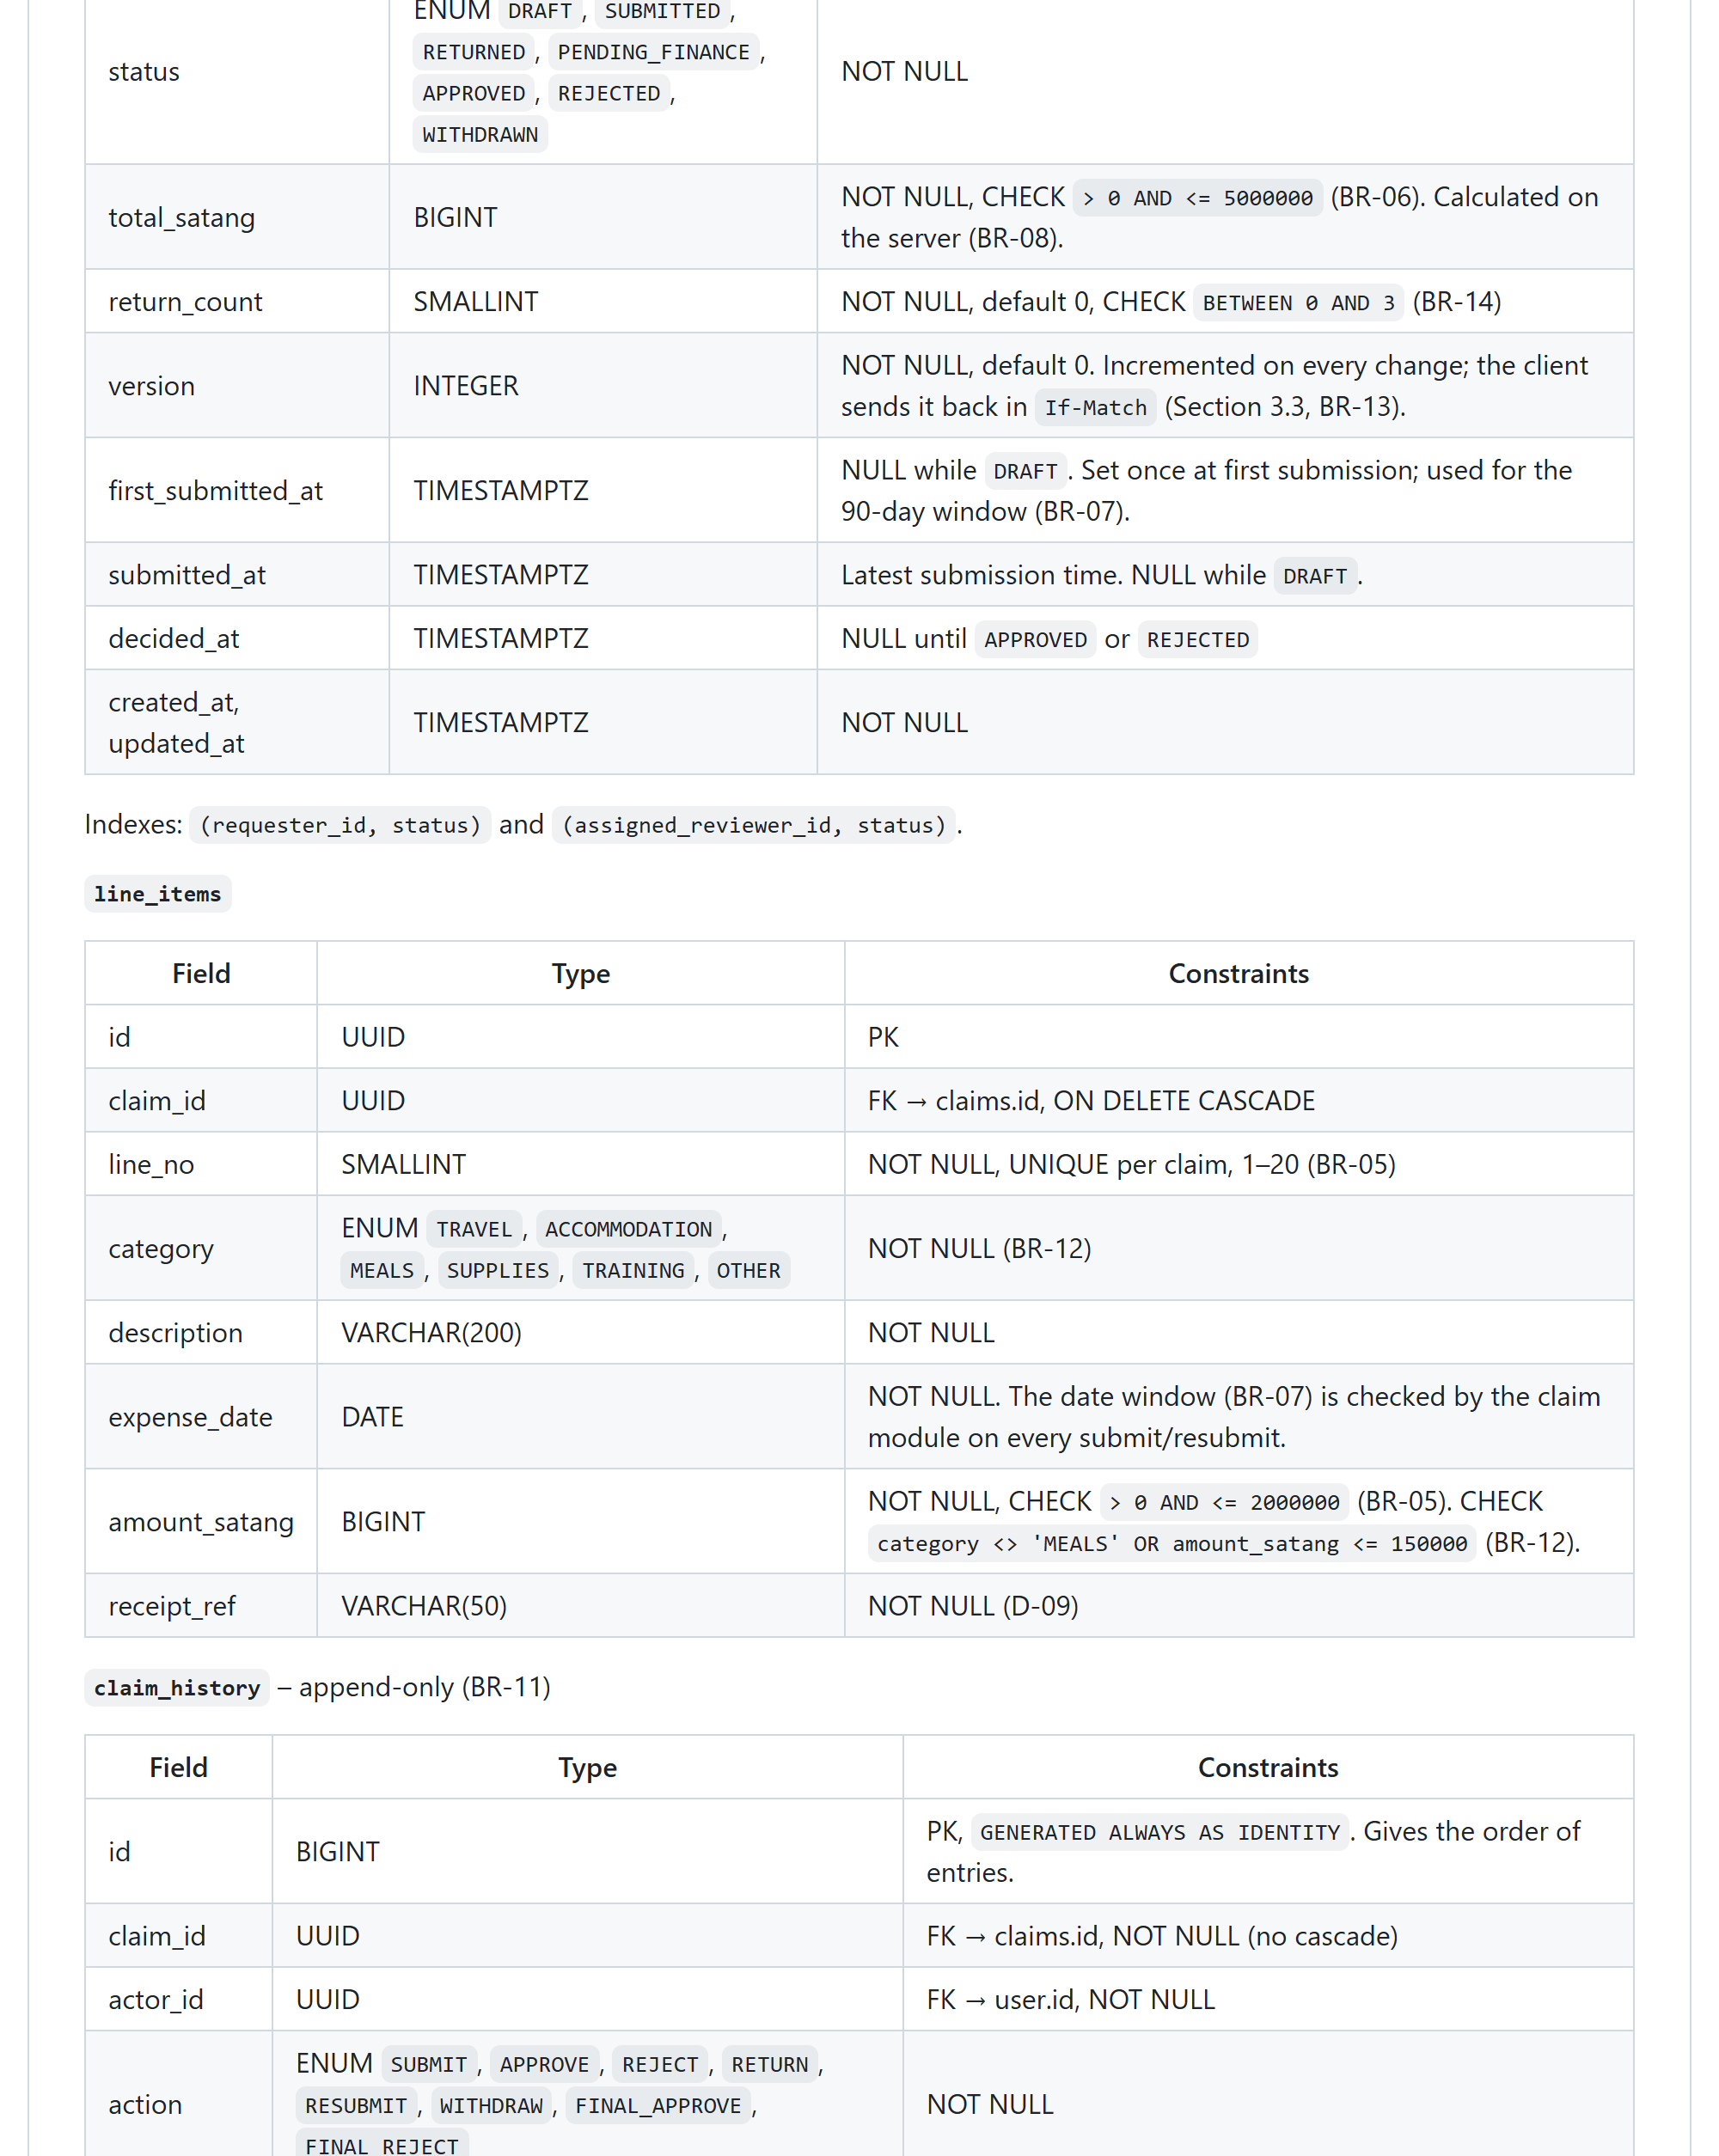 ENUM DRAFT, SUBMITTED,
RETURNED, PENDING_FINANCE,
APPROVED, REJECTED,
WITHDRAWN
status
NOT NULL
total_satang
BIGINT
NOT NULL, CHECK > 0 AND <= 5000000 (BR-06). Calculated on
the server (BR-08).
return_count
SMALLINT
NOT NULL, default 0, CHECK BETWEEN 0 AND 3 (BR-14)
version
INTEGER
NOT NULL, default 0. Incremented on every change; the client
sends it back in If-Match (Section 3.3, BR-13).
first_submitted_at
TIMESTAMPTZ
NULL while DRAFT. Set once at first submission; used for the
90-day window (BR-07).
submitted_at
TIMESTAMPTZ
Latest submission time. NULL while DRAFT.
decided_at
TIMESTAMPTZ
NULL until APPROVED or REJECTED
created_at,
updated_at
TIMESTAMPTZ
NOT NULL
Indexes: (requester_id, status) and (assigned_reviewer_id, status).
line_items
Field
Type
Constraints
id
UUID
PK
claim_id
UUID
FK → claims.id, ON DELETE CASCADE
line_no
SMALLINT
NOT NULL, UNIQUE per claim, 1–20 (BR-05)
category
ENUM TRAVEL, ACCOMMODATION,
MEALS, SUPPLIES, TRAINING, OTHER
NOT NULL (BR-12)
description
VARCHAR(200)
NOT NULL
expense_date
DATE
NOT NULL. The date window (BR-07) is checked by the claim
module on every submit/resubmit.
amount_satang
BIGINT
NOT NULL, CHECK > 0 AND <= 2000000 (BR-05). CHECK
category <> 'MEALS' OR amount_satang <= 150000 (BR-12).
receipt_ref
VARCHAR(50)
NOT NULL (D-09)
claim_history – append-only (BR-11)
Field
Type
Constraints
id
BIGINT
PK, GENERATED ALWAYS AS IDENTITY. Gives the order of
entries.
claim_id
UUID
FK → claims.id, NOT NULL (no cascade)
actor_id
UUID
FK → user.id, NOT NULL
action
ENUM SUBMIT, APPROVE, REJECT, RETURN,
RESUBMIT, WITHDRAW, FINAL_APPROVE,
FINAL_REJECT
NOT NULL